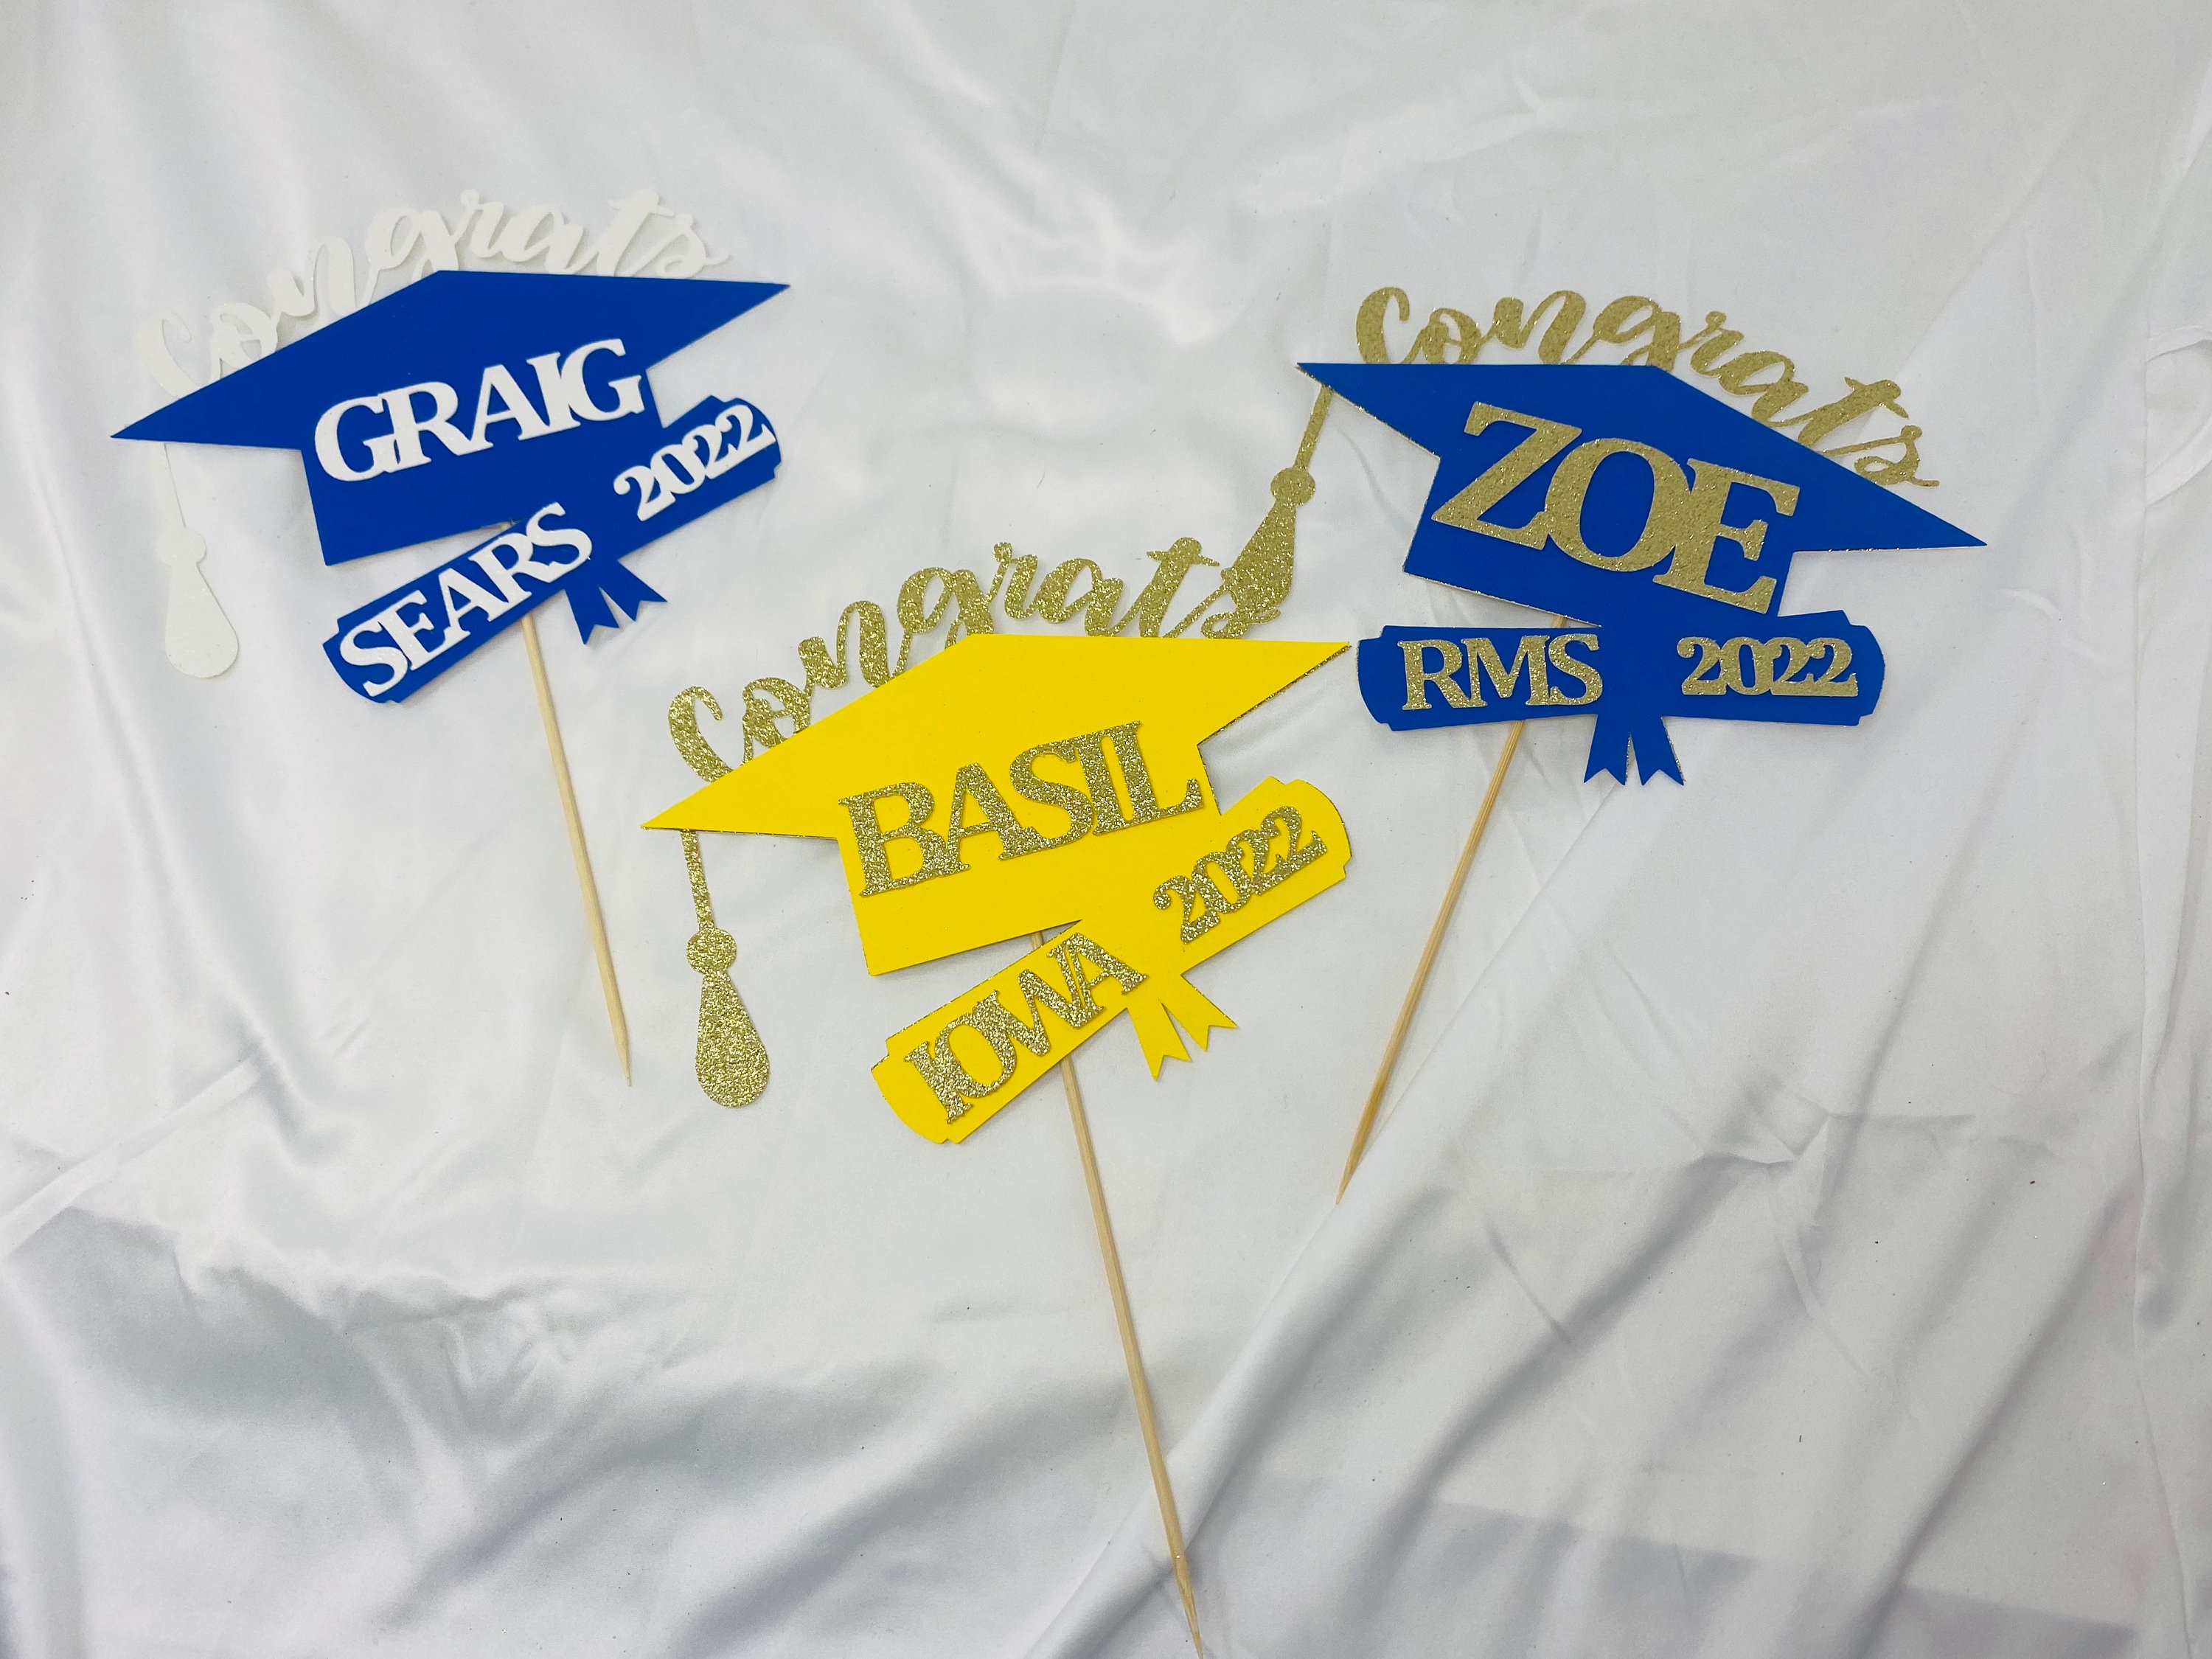 congrats
GRAIG
SEARS 2022
congrats
BASIL
IOWA 2022
congrats
ZOE
RMS 2022